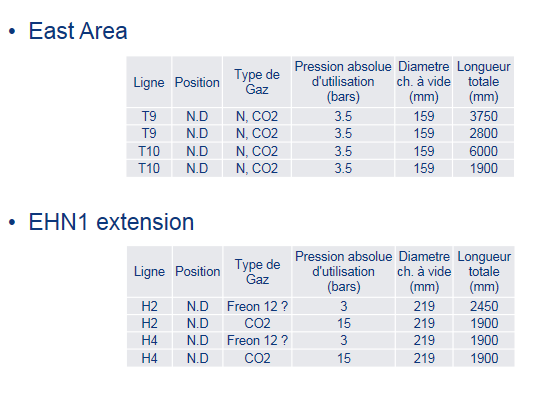 • East Area
Ligne Position Type de Gaz Pression absolue d'utilisation (bars) Diametre ch. à vide (mm) Longueur totale (mm)
T9 N.D N, CO2 3.5 159 3750
T9 N.D N, CO2 3.5 159 2800
T10 N.D N, CO2 3.5 159 6000
T10 N.D N, CO2 3.5 159 1900
• EHN1 extension
Ligne Position Type de Gaz Pression absolue d'utilisation (bars) Diametre ch. à vide (mm) Longueur totale (mm)
H2 N.D Freon 12 ? 3 219 2450
H2 N.D CO2 15 219 1900
H4 N.D Freon 12 ? 3 219 1900
H4 N.D CO2 15 219 1900